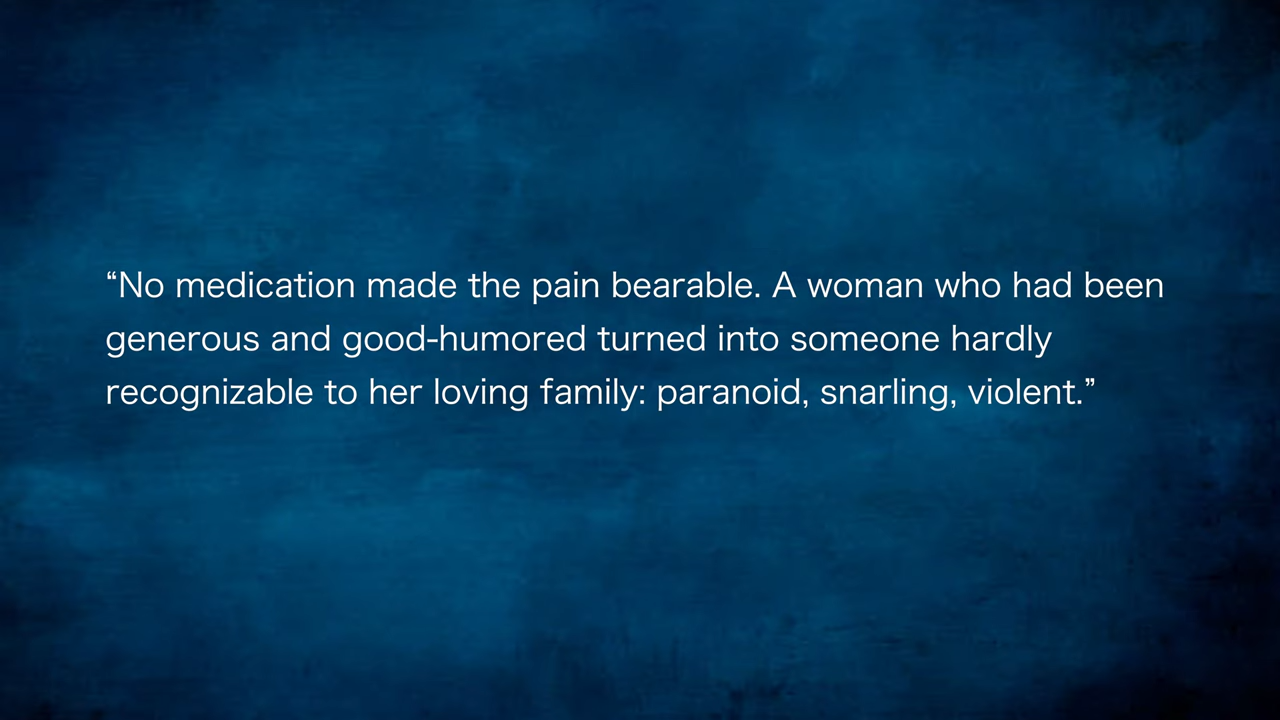 “No medication made the pain bearable. A woman who had been
generous and good-humored turned into someone hardly
recognizable to her loving family: paranoid, snarling, violent.”